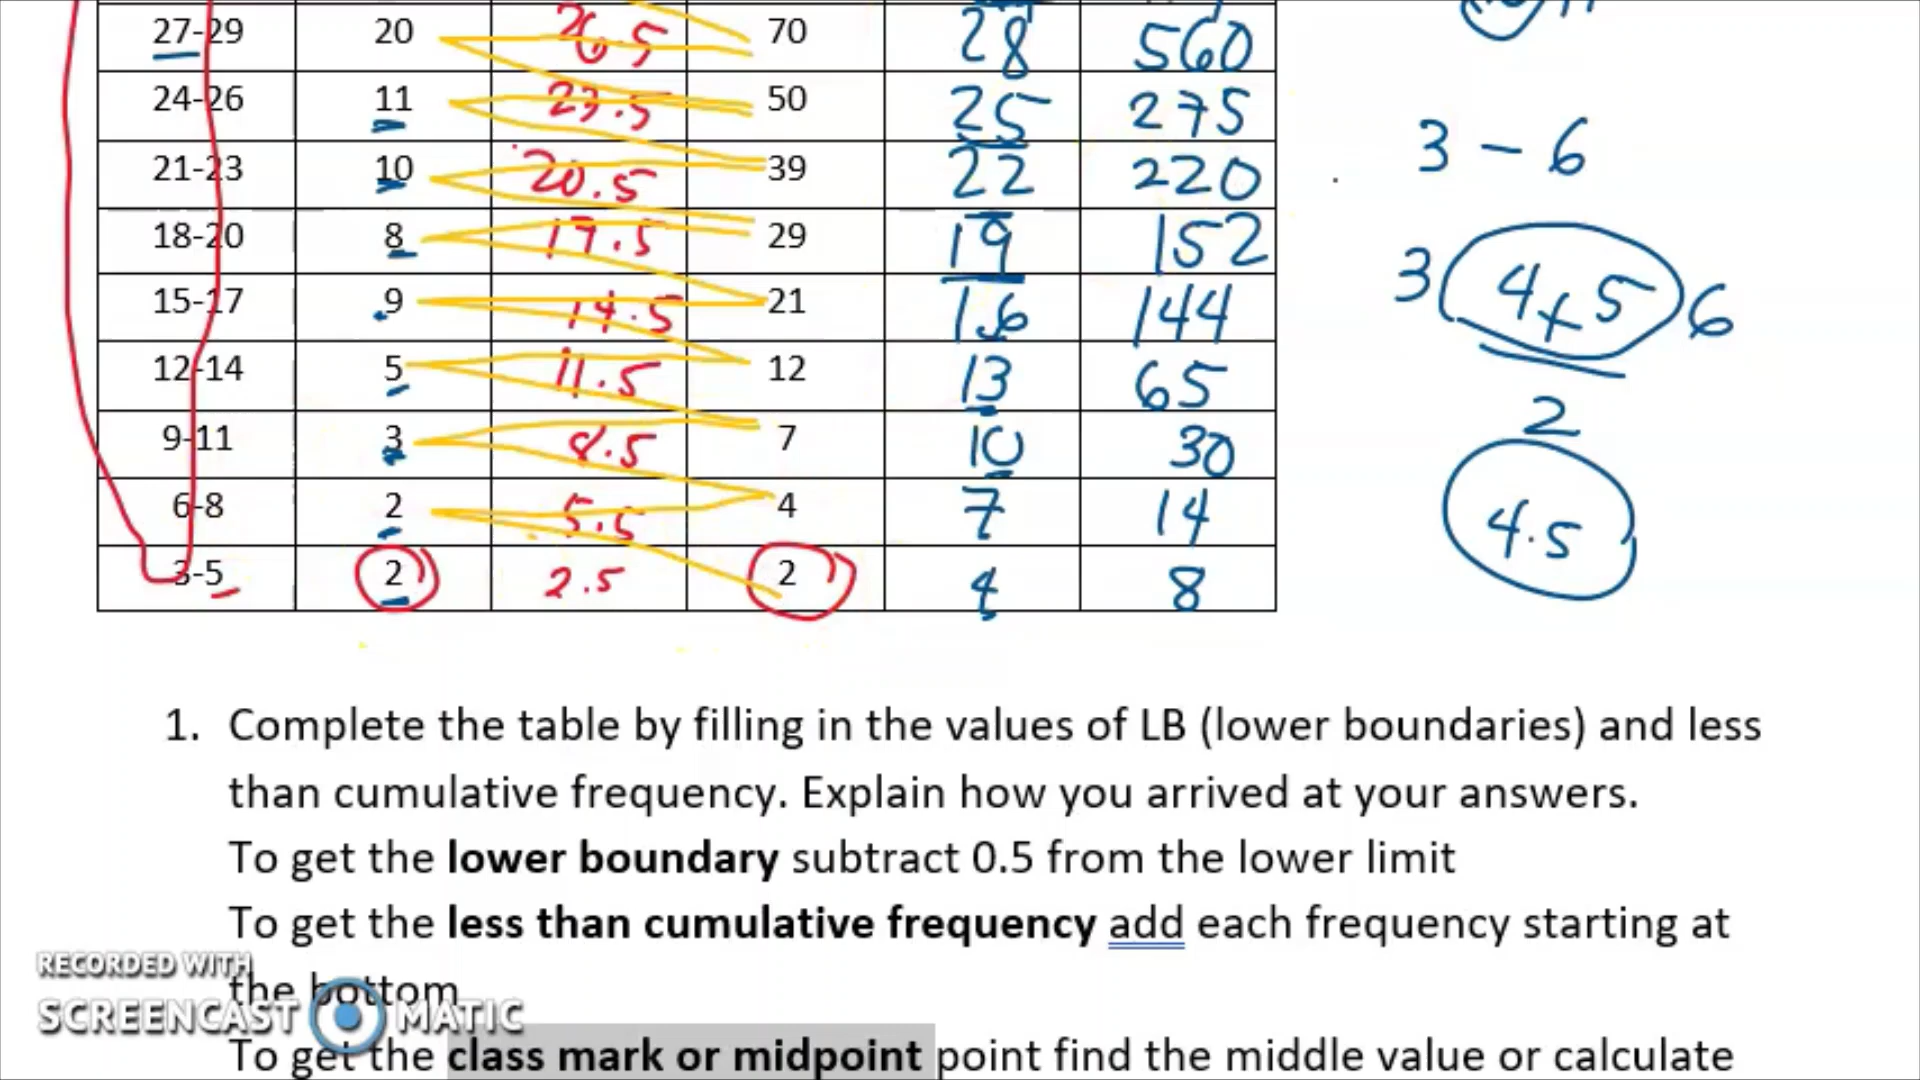 27-29 20 26.5 70 28 560
24-26 11 23.5 50 25 275
21-23 10 20.5 39 22 220
18-20 8 17.5 29 19 152
15-17 9 14.5 21 16 144
12-14 5 11.5 12 13 65
9-11 3 8.5 7 10 30
6-8 2 5.5 4 7 14
3-5 2 2.5 2 4 8
3 - 6
3 4+5 6
2
4.5
1. Complete the table by filling in the values of LB (lower boundaries) and less
than cumulative frequency. Explain how you arrived at your answers.
To get the lower boundary subtract 0.5 from the lower limit
To get the less than cumulative frequency add each frequency starting at
the bottom
To get the class mark or midpoint point find the middle value or calculate
RECORDED WITH
SCREENCAST MATIC